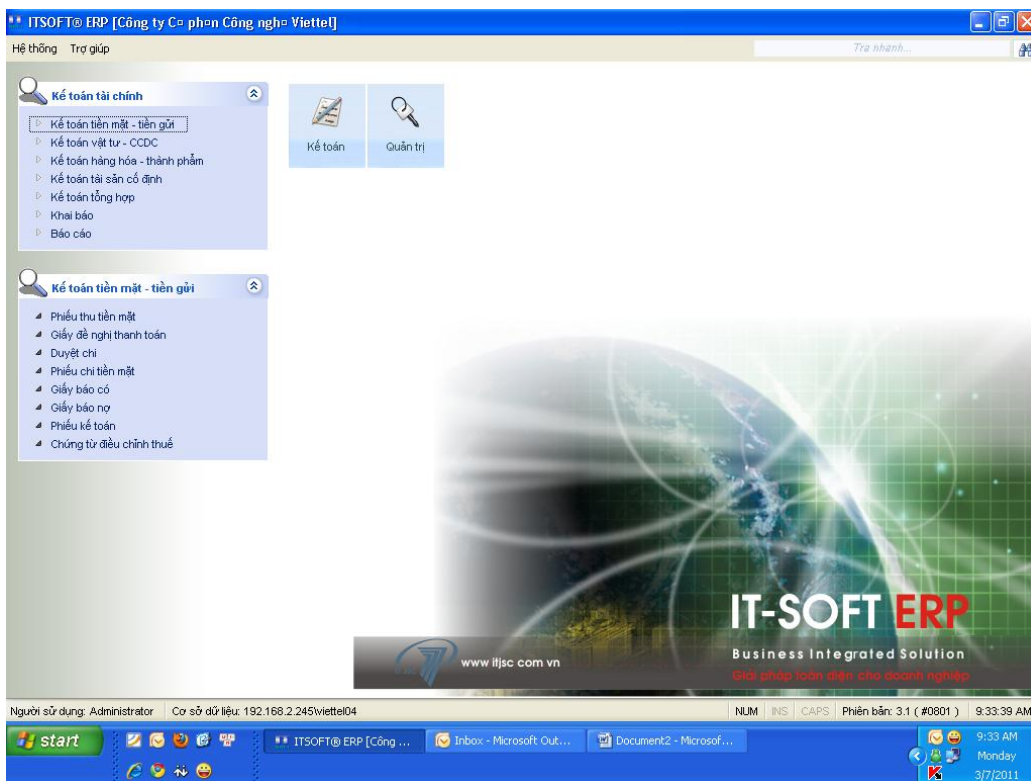 ITSOFT® ERP [Công ty C¤ ph¤n Công ngh¤ Viettel]
Hệ thống Trợ giúp
Tra nhanh...
Kế toán tài chính
Kế toán tiền mặt - tiền gửi
Kế toán vật tư - CCDC
Kế toán hàng hóa - thành phẩm
Kế toán tài sản cố định
Kế toán tổng hợp
Khai báo
Báo cáo
Kế toán
Quản trị
Kế toán tiền mặt - tiền gửi
Phiếu thu tiền mặt
Giấy đề nghị thanh toán
Duyệt chi
Phiếu chi tiền mặt
Giấy báo có
Giấy báo nợ
Phiếu kế toán
Chứng từ điều chỉnh thuế
IT-SOFT ERP
Business Integrated Solution
Giải pháp toàn diện cho doanh nghiệp
www itjsc com vn
Người sử dụng: Administrator Cơ sở dữ liệu: 192.168.2.245\viettel04 NUM INS CAPS Phiên bản: 3.1 ( #0801 ) 9:33:39 AM
start
ITSOFT® ERP [Công ...
Inbox - Microsoft Out...
Document2 - Microsof...
9:33 AM
Monday
3/7/2011